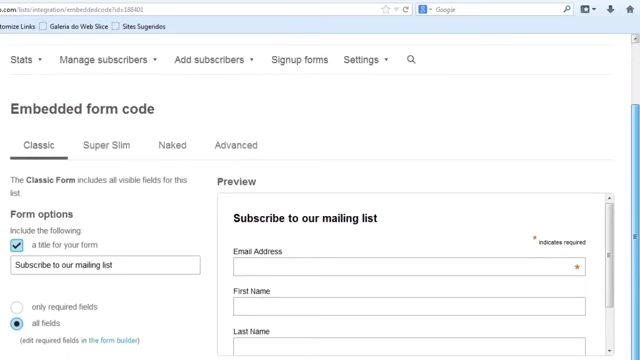 p.com/lists/integration/embeddedcode?id=188401
Google
tomize Links Galeria do Web Slice Sites Sugeridos
Stats Manage subscribers Add subscribers Signup forms Settings
Embedded form code
Classic Super Slim Naked Advanced
The Classic Form includes all visible fields for this
list.
Form options
Include the following:
a title for your form
Subscribe to our mailing list
only required fields
all fields
(edit required fields in the form builder)
Preview
Subscribe to our mailing list
* indicates required
Email Address
*
First Name
Last Name